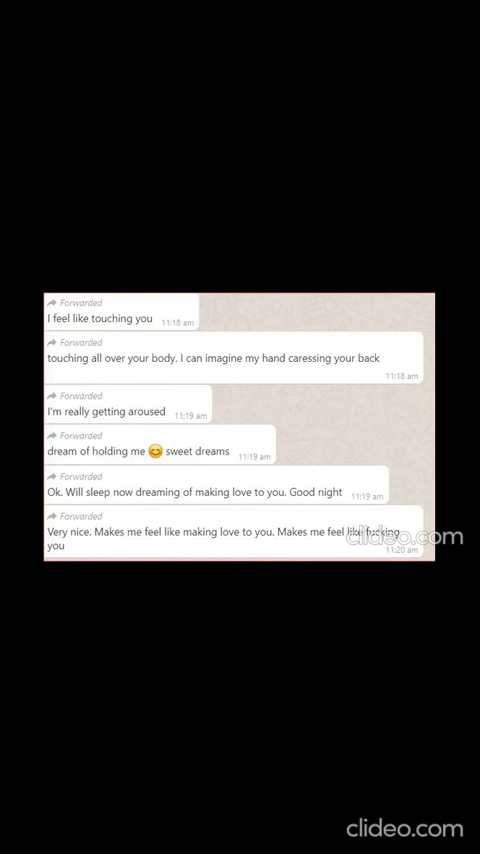 Forwarded
I feel like touching you 11:18 am
Forwarded
touching all over your body. I can imagine my hand caressing your back
11:18 am
Forwarded
I'm really getting aroused 11:19 am
Forwarded
dream of holding me 😊 sweet dreams 11:19 am
Forwarded
Ok. Will sleep now dreaming of making love to you. Good night 11:19 am
Forwarded
Very nice. Makes me feel like making love to you. Makes me feel like fucking
you 11:20 am
clideo.com
clideo.com